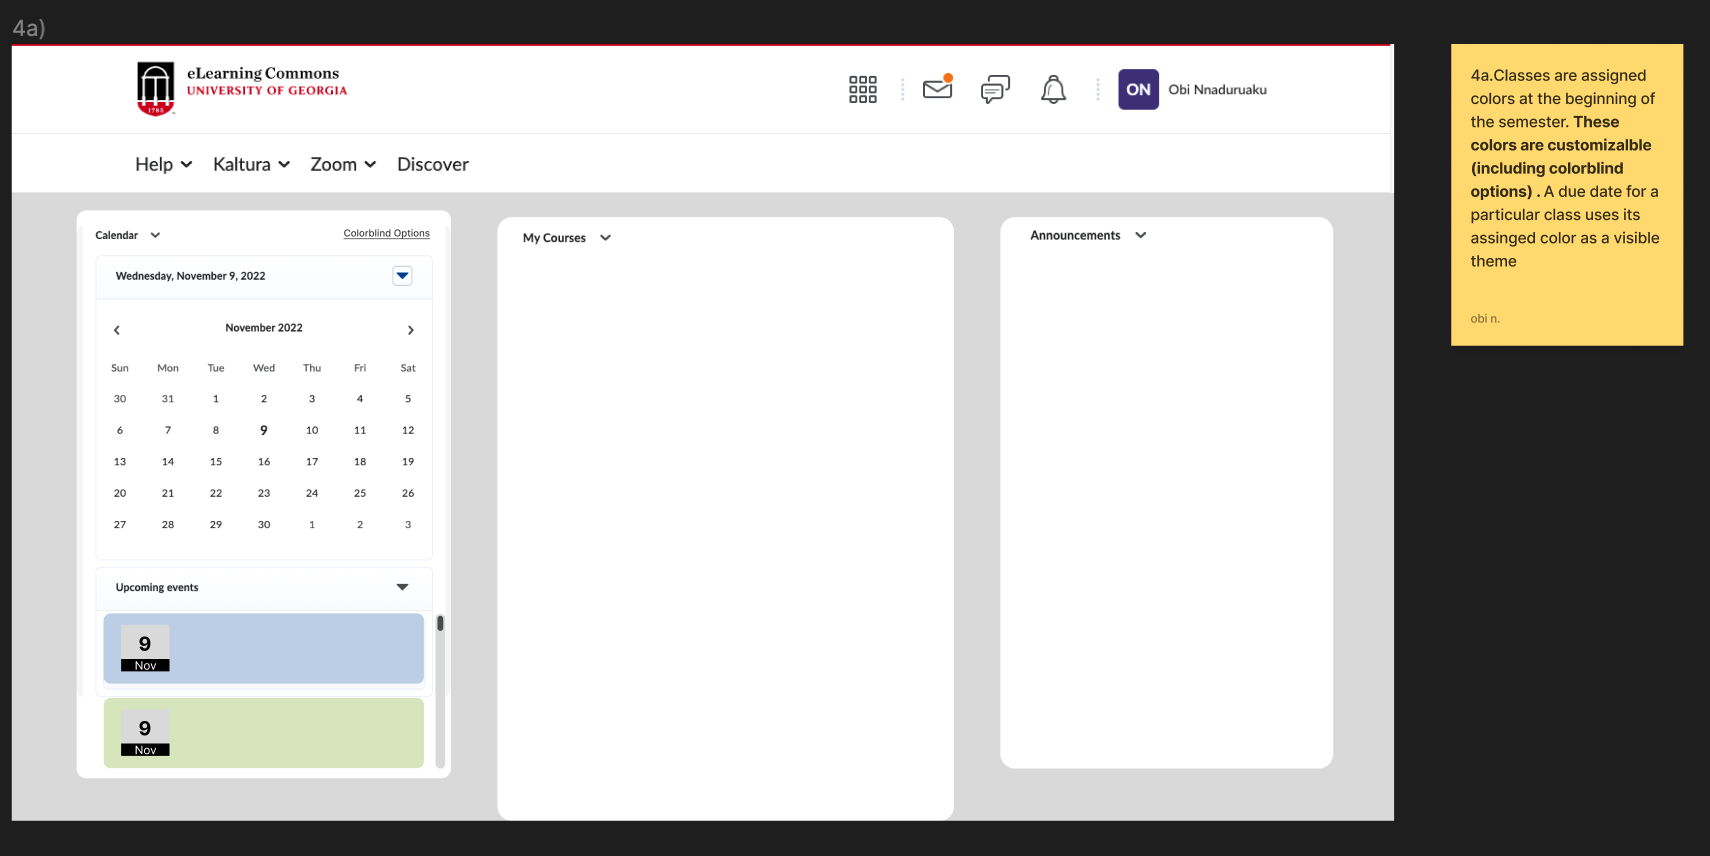 4a)
eLearning Commons
UNIVERSITY OF GEORGIA
1785
ON
Obi Nnaduruaku
Help
Kaltura
Zoom
Discover
Calendar
Colorblind Options
Wednesday, November 9, 2022
November 2022
Sun Mon Tue Wed Thu Fri Sat
30 31 1 2 3 4 5
6 7 8 9 10 11 12
13 14 15 16 17 18 19
20 21 22 23 24 25 26
27 28 29 30 1 2 3
Upcoming events
9
Nov
9
Nov
My Courses
Announcements
4a.Classes are assigned
colors at the beginning of
the semester. These
colors are customizalble
(including colorblind
options) . A due date for a
particular class uses its
assinged color as a visible
theme
obi n.